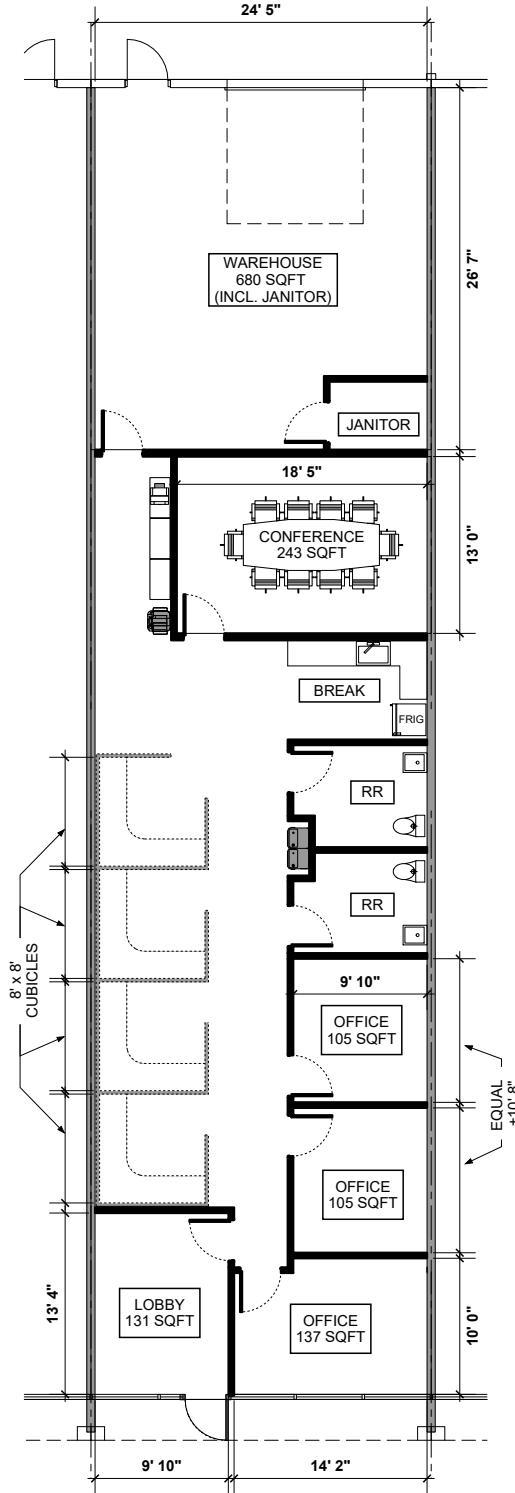 24' 5"
WAREHOUSE
680 SQFT
(INCL. JANITOR)
26' 7"
JANITOR
18' 5"
CONFERENCE
243 SQFT
13' 0"
BREAK
FRIG
RR
RR
8' x 8'
CUBICLES
9' 10"
OFFICE
105 SQFT
EQUAL
±10' 8"
OFFICE
105 SQFT
13' 4"
LOBBY
131 SQFT
OFFICE
137 SQFT
10' 0"
9' 10"
14' 2"